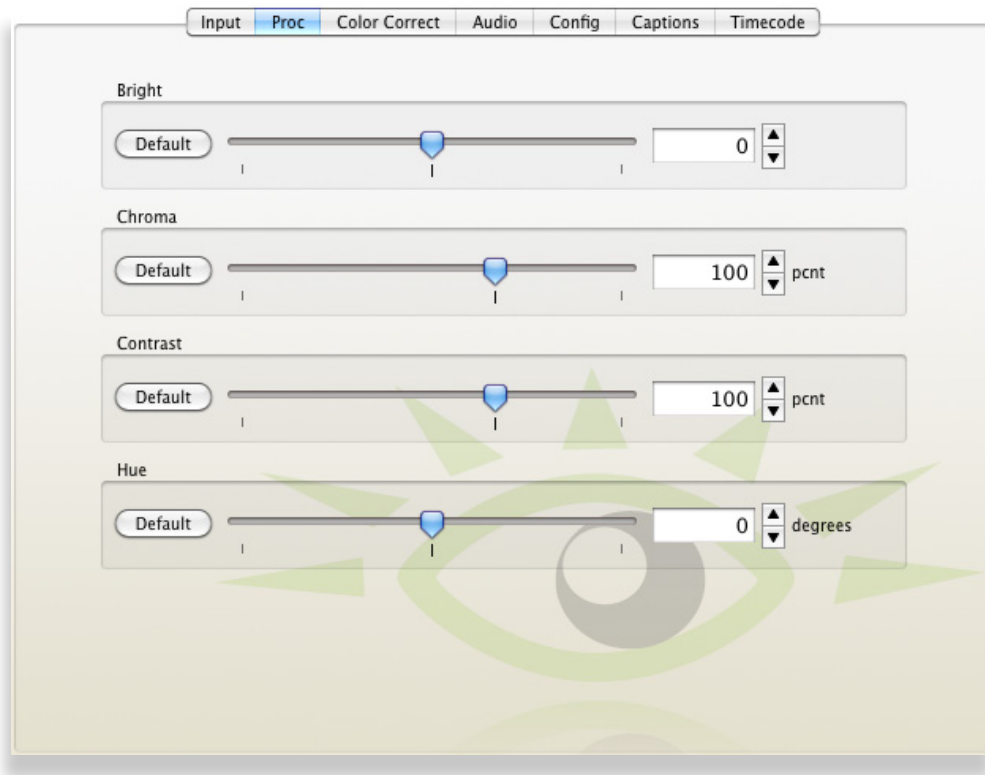 Input Proc Color Correct Audio Config Captions Timecode
Bright
Default 0
Chroma
Default 100 pcnt
Contrast
Default 100 pcnt
Hue
Default 0 degrees